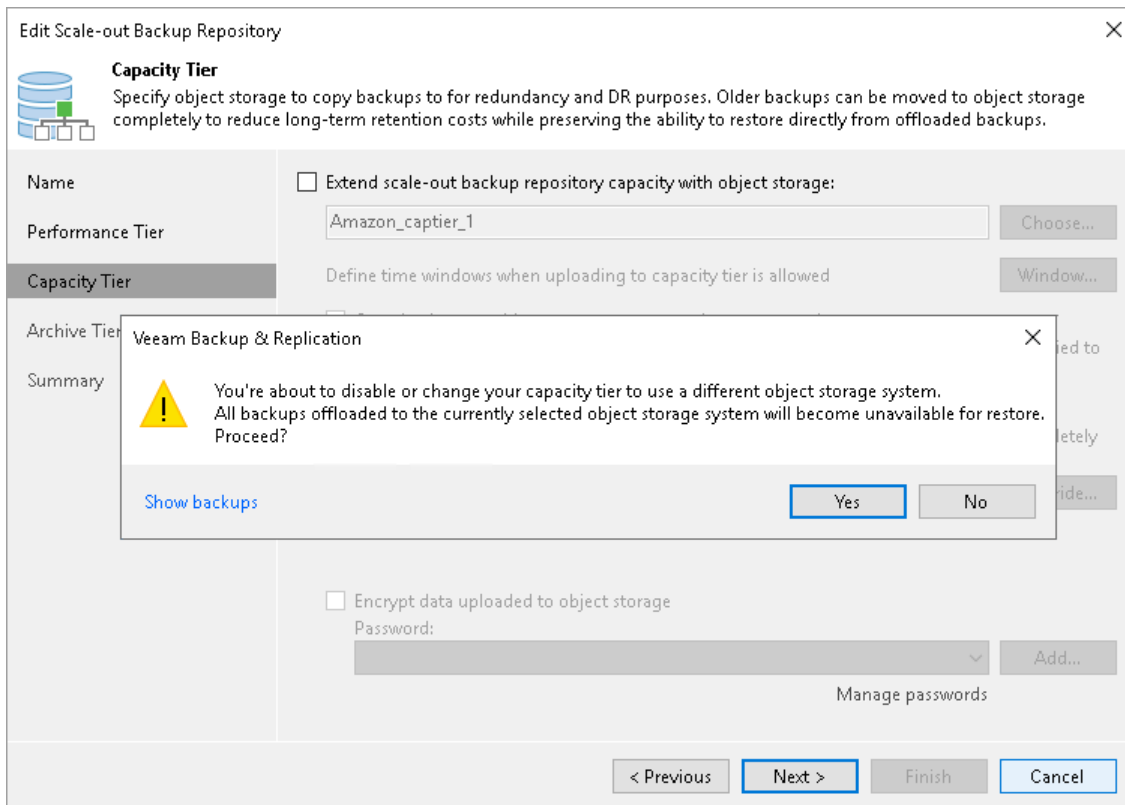 Edit Scale-out Backup Repository
Capacity Tier
Specify object storage to copy backups to for redundancy and DR purposes. Older backups can be moved to object storage
completely to reduce long-term retention costs while preserving the ability to restore directly from offloaded backups.
Name
Performance Tier
Capacity Tier
Archive Tier
Summary
Extend scale-out backup repository capacity with object storage:
Amazon_captier_1
Choose...
Define time windows when uploading to capacity tier is allowed
Window...
Veeam Backup & Replication
You're about to disable or change your capacity tier to use a different object storage system.
All backups offloaded to the currently selected object storage system will become unavailable for restore.
Proceed?
Show backups
Yes
No
Encrypt data uploaded to object storage
Password:
Add...
Manage passwords
< Previous
Next >
Finish
Cancel